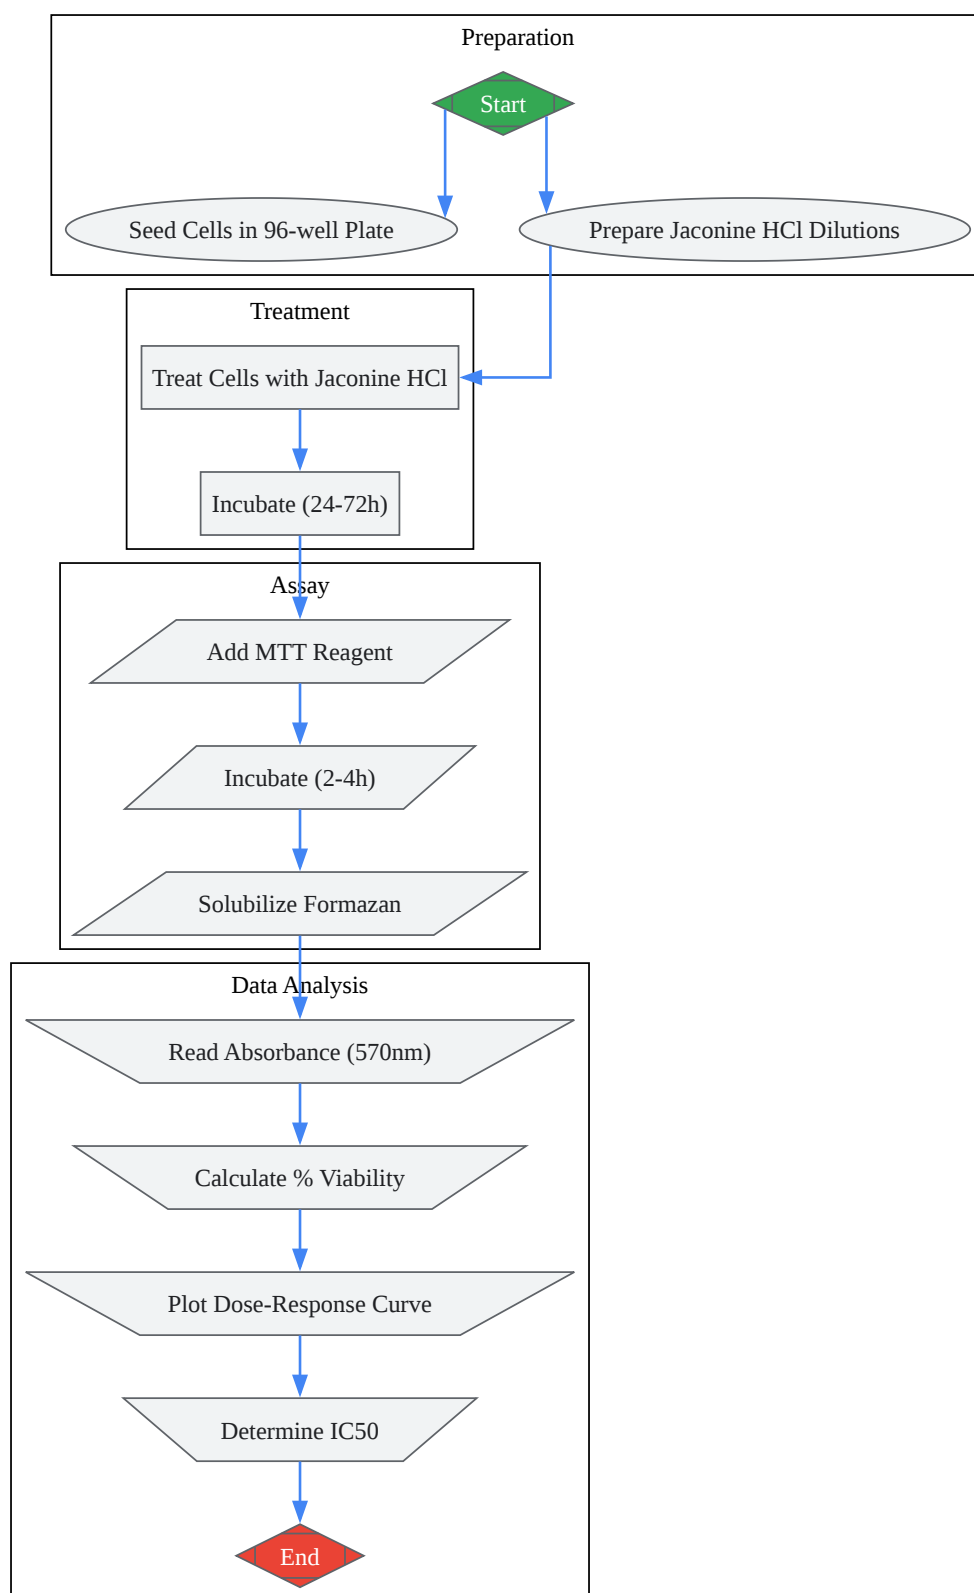 Preparation
Start
Seed Cells in 96-well Plate
Prepare Jaconine HCl Dilutions
Treatment
Treat Cells with Jaconine HCl
Incubate (24-72h)
Assay
Add MTT Reagent
Incubate (2-4h)
Solubilize Formazan
Data Analysis
Read Absorbance (570nm)
Calculate % Viability
Plot Dose-Response Curve
Determine IC50
End